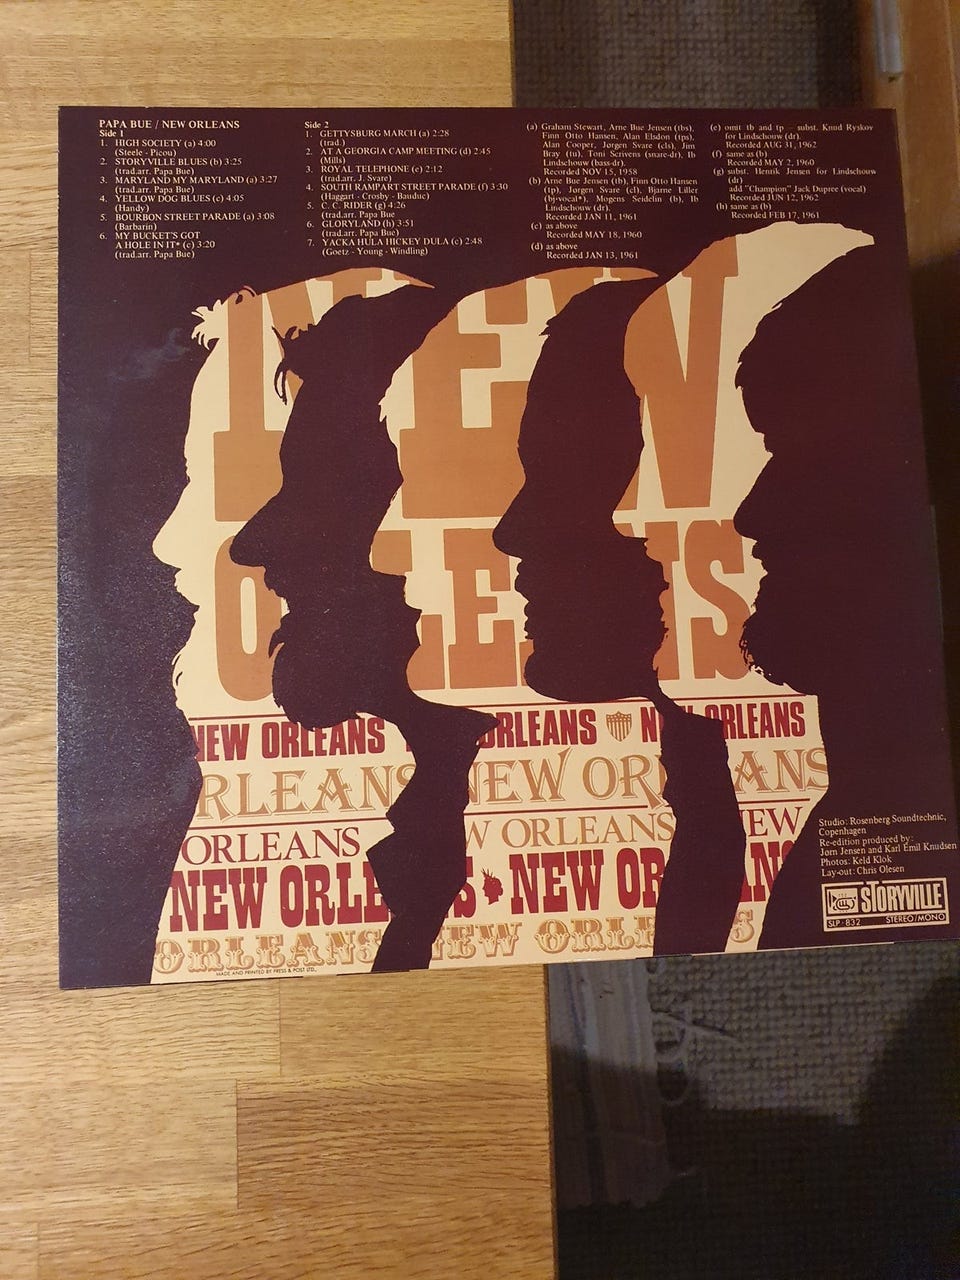 PAPA BUE / NEW ORLEANS
Side 1
1. HIGH SOCIETY (a) 4:00
(Steele - Picou)
2. STORYVILLE BLUES (b) 3:25
(trad.arr. Papa Bue)
3. MARYLAND MY MARYLAND (a) 3:27
(trad.arr. Papa Bue)
4. YELLOW DOG BLUES (c) 4:05
(Handy)
5. BOURBON STREET PARADE (a) 3:08
(Barbarin)
6. MY BUCKET'S GOT
A HOLE IN IT* (c) 3:20
(trad.arr. Papa Bue)
Side 2
1. GETTYSBURG MARCH (a) 2:28
(trad.)
2. AT A GEORGIA CAMP MEETING (d) 2:45
(Mills)
3. ROYAL TELEPHONE (e) 2:12
(trad.arr. J. Svare)
4. SOUTH RAMPART STREET PARADE (f) 3:30
(Haggart - Crosby - Bauduc)
5. C. C. RIDER (g) 4:26
(trad.arr. Papa Bue
6. GLORYLAND (h) 3:51
(trad.arr. Papa Bue)
7. YACKA HULA HICKEY DULA (c) 2:48
(Goetz - Young - Windling)
(a) Graham Stewart, Arne Bue Jensen (tbs),
Finn Otto Hansen, Alan Elsdon (tps),
Alan Cooper, Jørgen Svare (cls), Jim
Bray (tu), Toni Scrivens (snare-dr), Ib
Lindschouw (bass-dr).
Recorded NOV 15, 1958
(b) Arne Bue Jensen (tb), Finn Otto Hansen
(tp), Jørgen Svare (cl), Bjarne Liller
(bj-vocal*), Mogens Seidelin (b), Ib
Lindschouw (dr).
Recorded JAN 11, 1961
(c) as above
Recorded MAY 18, 1960
(d) as above
Recorded JAN 13, 1961
(e) omit tb and tp - subst. Knud Ryskov
for Lindschouw (dr).
Recorded AUG 31, 1962
(f) same as (b)
Recorded MAY 2, 1960
(g) subst. Henrik Jensen for Lindschouw
(dr)
add "Champion" Jack Dupree (vocal)
Recorded JUN 12, 1962
(h) same as (b)
Recorded FEB 17, 1961
NEW
ORLEANS
NEW ORLEANS ORLEANS NEW ORLEANS
ORLEANS NEW ORLEANS
ORLEANS NEW ORLEANS NEW
NEW ORLEANS NEW ORLEANS
ORLEANS NEW ORLEANS
Studio: Rosenberg Soundtechnic,
Copenhagen
Re-edition produced by:
Jørn Jensen and Karl Emil Knudsen
Photos: Keld Klok
Lay-out: Chris Olesen
STORYVILLE
SLP - 832 STEREO/MONO
MADE AND PRINTED BY PRESS & POST LTD.